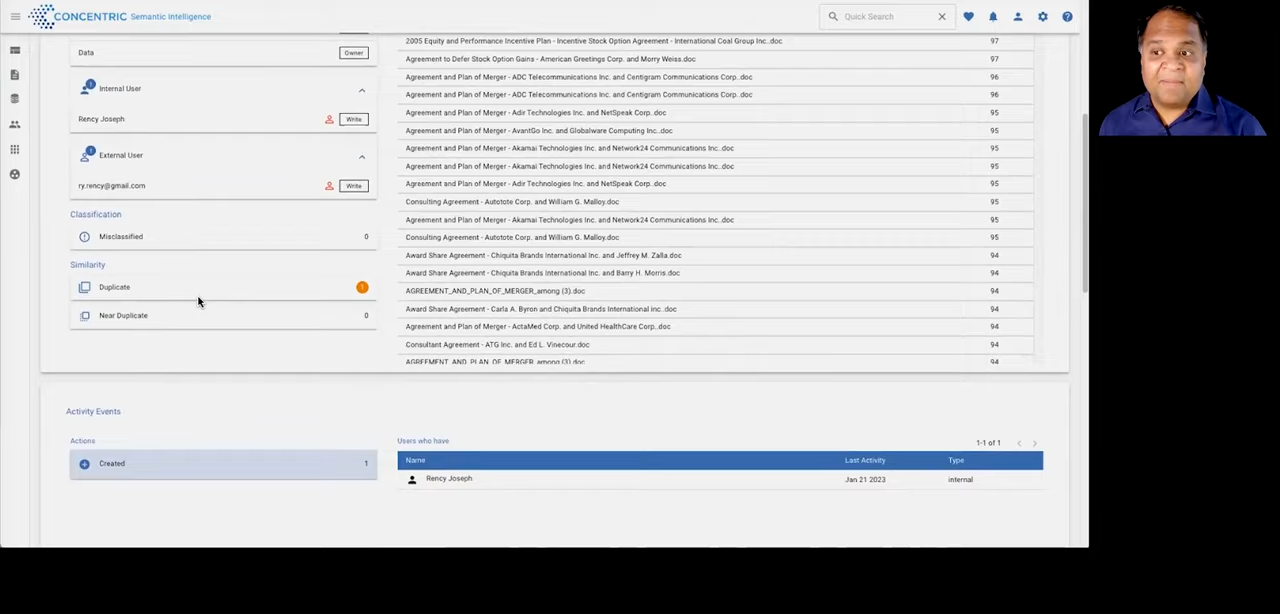 CONCENTRIC Semantic Intelligence
Quick Search
Data
Owner
1
Internal User
Rency Joseph
Write
1
External User
ry.rency@gmail.com
Write
Classification
Misclassified 0
Similarity
Duplicate 1
Near Duplicate 0
2005 Equity and Performance Incentive Plan - Incentive Stock Option Agreement - International Coal Group Inc..doc 97
Agreement to Defer Stock Option Gains - American Greetings Corp. and Morry Weiss.doc 97
Agreement and Plan of Merger - ADC Telecommunications Inc. and Centigram Communications Corp..doc 96
Agreement and Plan of Merger - ADC Telecommunications Inc. and Centigram Communications Corp..doc 96
Agreement and Plan of Merger - Adir Technologies Inc. and NetSpeak Corp..doc 95
Agreement and Plan of Merger - AvantGo Inc. and Globalware Computing Inc..doc 95
Agreement and Plan of Merger - Akamai Technologies Inc. and Network24 Communications Inc..doc 95
Agreement and Plan of Merger - Akamai Technologies Inc. and Network24 Communications Inc..doc 95
Agreement and Plan of Merger - Adir Technologies Inc. and NetSpeak Corp..doc 95
Consulting Agreement - Autotote Corp. and William G. Malloy.doc 95
Agreement and Plan of Merger - Akamai Technologies Inc. and Network24 Communications Inc..doc 95
Consulting Agreement - Autotote Corp. and William G. Malloy.doc 95
Award Share Agreement - Chiquita Brands International Inc. and Jeffrey M. Zalla.doc 94
Award Share Agreement - Chiquita Brands International Inc. and Barry H. Morris.doc 94
AGREEMENT_AND_PLAN_OF_MERGER_among (3).doc 94
Award Share Agreement - Carla A. Byron and Chiquita Brands International inc..doc 94
Agreement and Plan of Merger - ActaMed Corp. and United HealthCare Corp..doc 94
Consultant Agreement - ATG Inc. and Ed L. Vinecour.doc 94
AGREEMENT_AND_PLAN_OF_MERGER_among (3).doc 94
Activity Events
Actions
Created 1
Users who have
1-1 of 1
Name Last Activity Type
Rency Joseph Jan 21 2023 internal